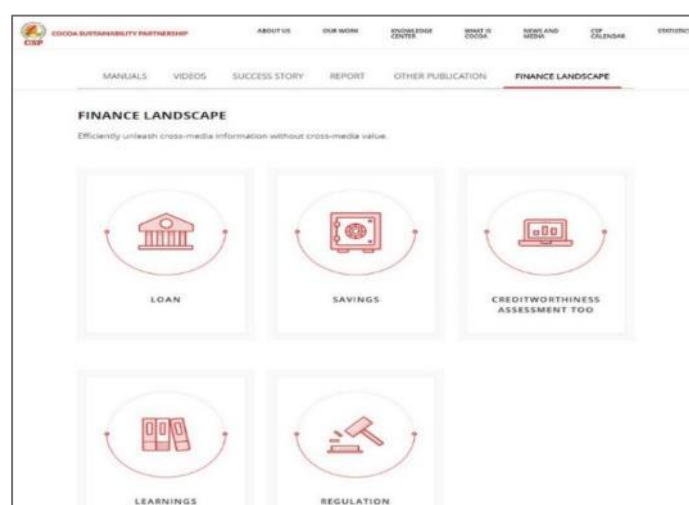 CSP
COCOA SUSTAINABILITY PARTNERSHIP
ABOUT US
OUR WORK
KNOWLEDGE
CENTER
WHAT IS
COCOA
NEWS AND
MEDIA
CSP
CALENDAR
STATISTICS
MANUALS
VIDEOS
SUCCESS STORY
REPORT
OTHER PUBLICATION
FINANCE LANDSCAPE
FINANCE LANDSCAPE
Efficiently unleash cross-media information without cross-media value.
LOAN
SAVINGS
CREDITWORTHINESS
ASSESSMENT TOO
LEARNINGS
REGULATION